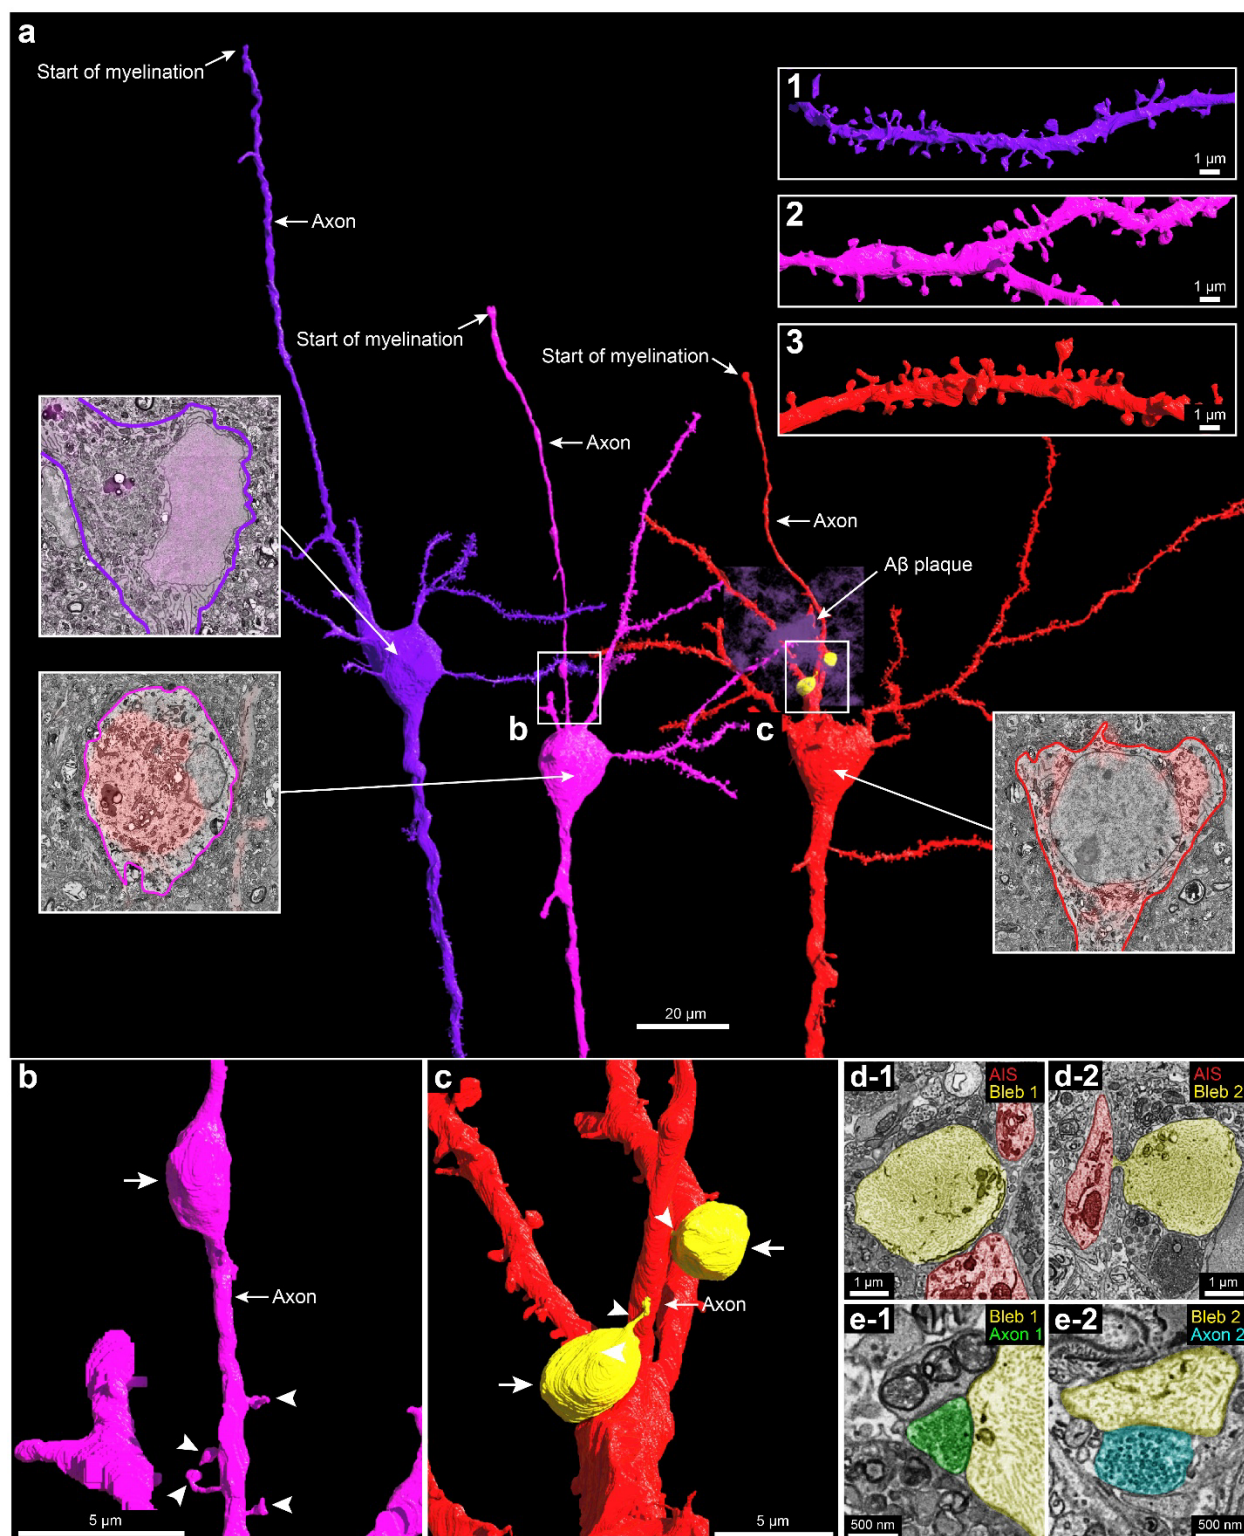 a
Start of myelination
Axon
1
1 µm
2
1 µm
3
1 µm
Start of myelination
Axon
Start of myelination
Axon
Aβ plaque
b
c
20 µm
b
Axon
5 µm
c
Axon
5 µm
d-1
AIS
Bleb 1
1 µm
d-2
AIS
Bleb 2
1 µm
e-1
Bleb 1
Axon 1
500 nm
e-2
Bleb 2
Axon 2
500 nm